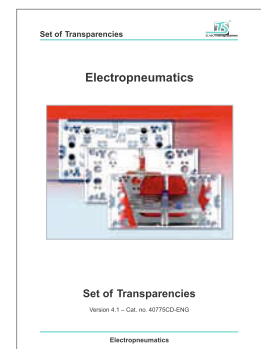 Set of Transparencies
Electropneumatics
Set of Transparencies
Version 4.1 – Cat. no. 40775CD-ENG
Electropneumatics